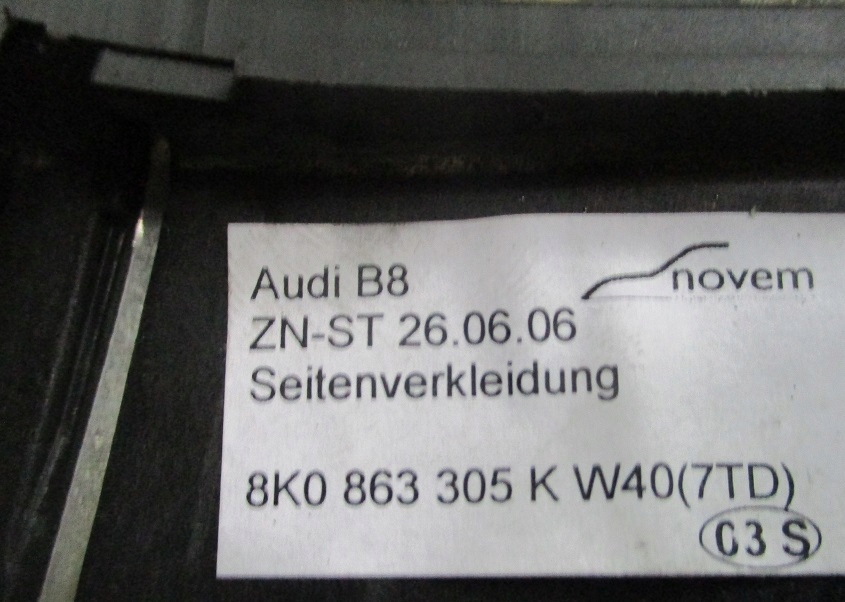 Audi B8
novem
ZN-ST 26.06.06
Seitenverkleidung
8K0 863 305 K W40(7TD)
03 S